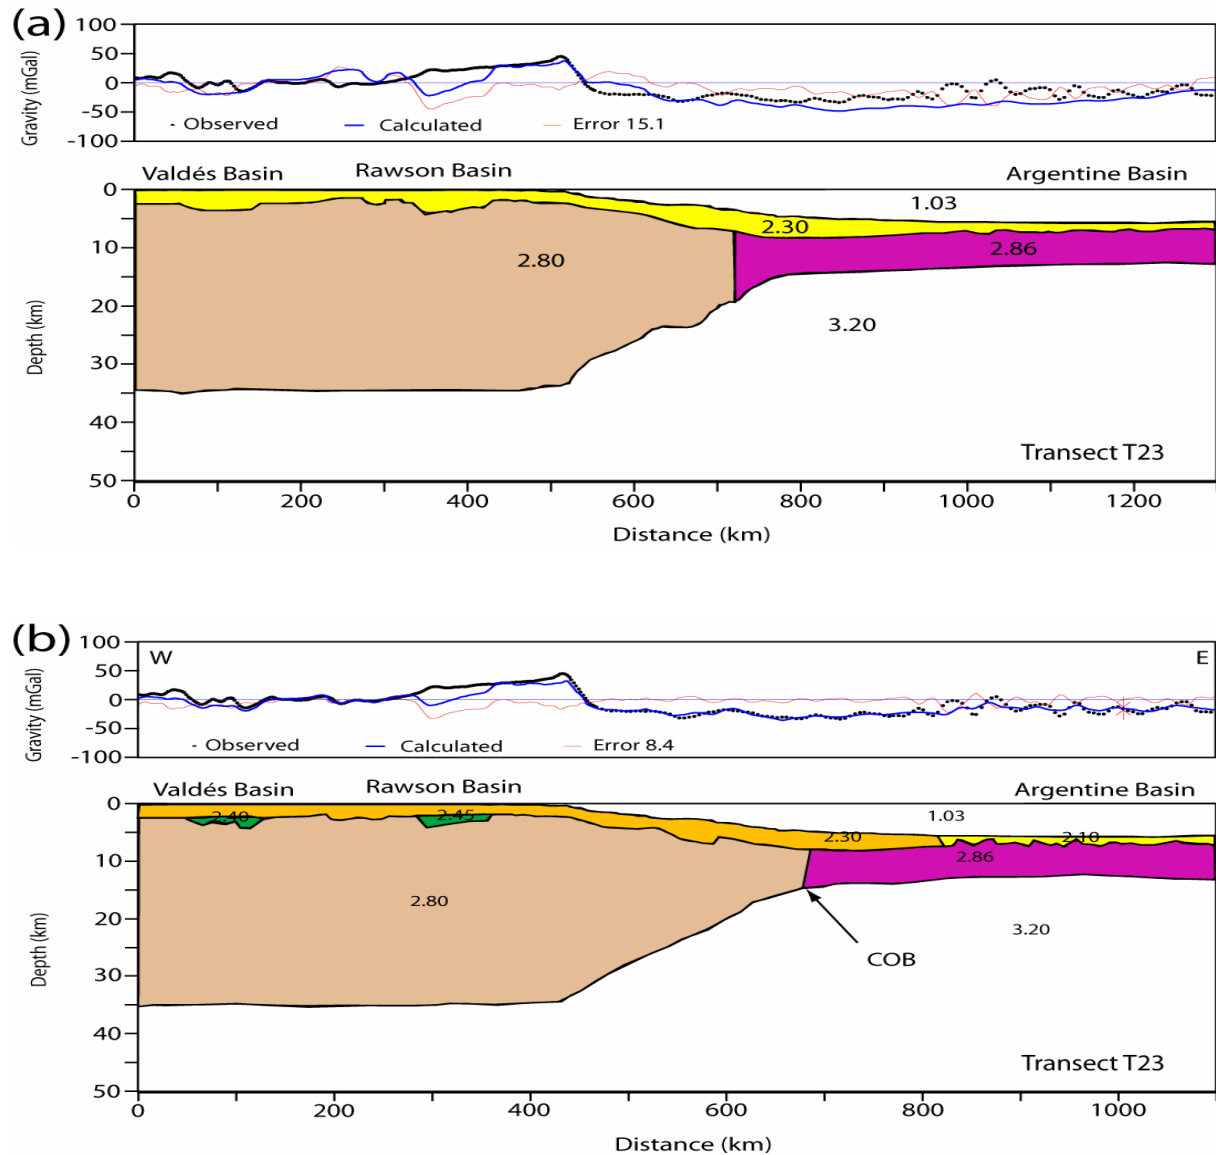 (a)
100
50
0
-50
-100
Gravity (mGal)
Observed
Calculated
Error 15.1
Valdés Basin
Rawson Basin
Argentine Basin
0
10
20
30
40
50
Depth (km)
1.03
2.30
2.86
2.80
3.20
Transect T23
0 200 400 600 800 1000 1200
Distance (km)
(b)
100
50
0
-50
-100
Gravity (mGal)
W
E
Observed
Calculated
Error 8.4
Valdés Basin
Rawson Basin
Argentine Basin
0
10
20
30
40
50
Depth (km)
2.40
2.45
1.03
2.30
2.10
2.86
2.80
3.20
COB
Transect T23
0 200 400 600 800 1000
Distance (km)